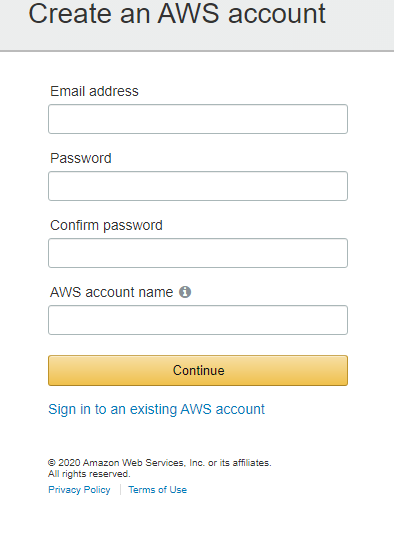 Create an AWS account
Email address
Password
Confirm password
AWS account name
Continue
Sign in to an existing AWS account
© 2020 Amazon Web Services, Inc. or its affiliates.
All rights reserved.
Privacy Policy | Terms of Use